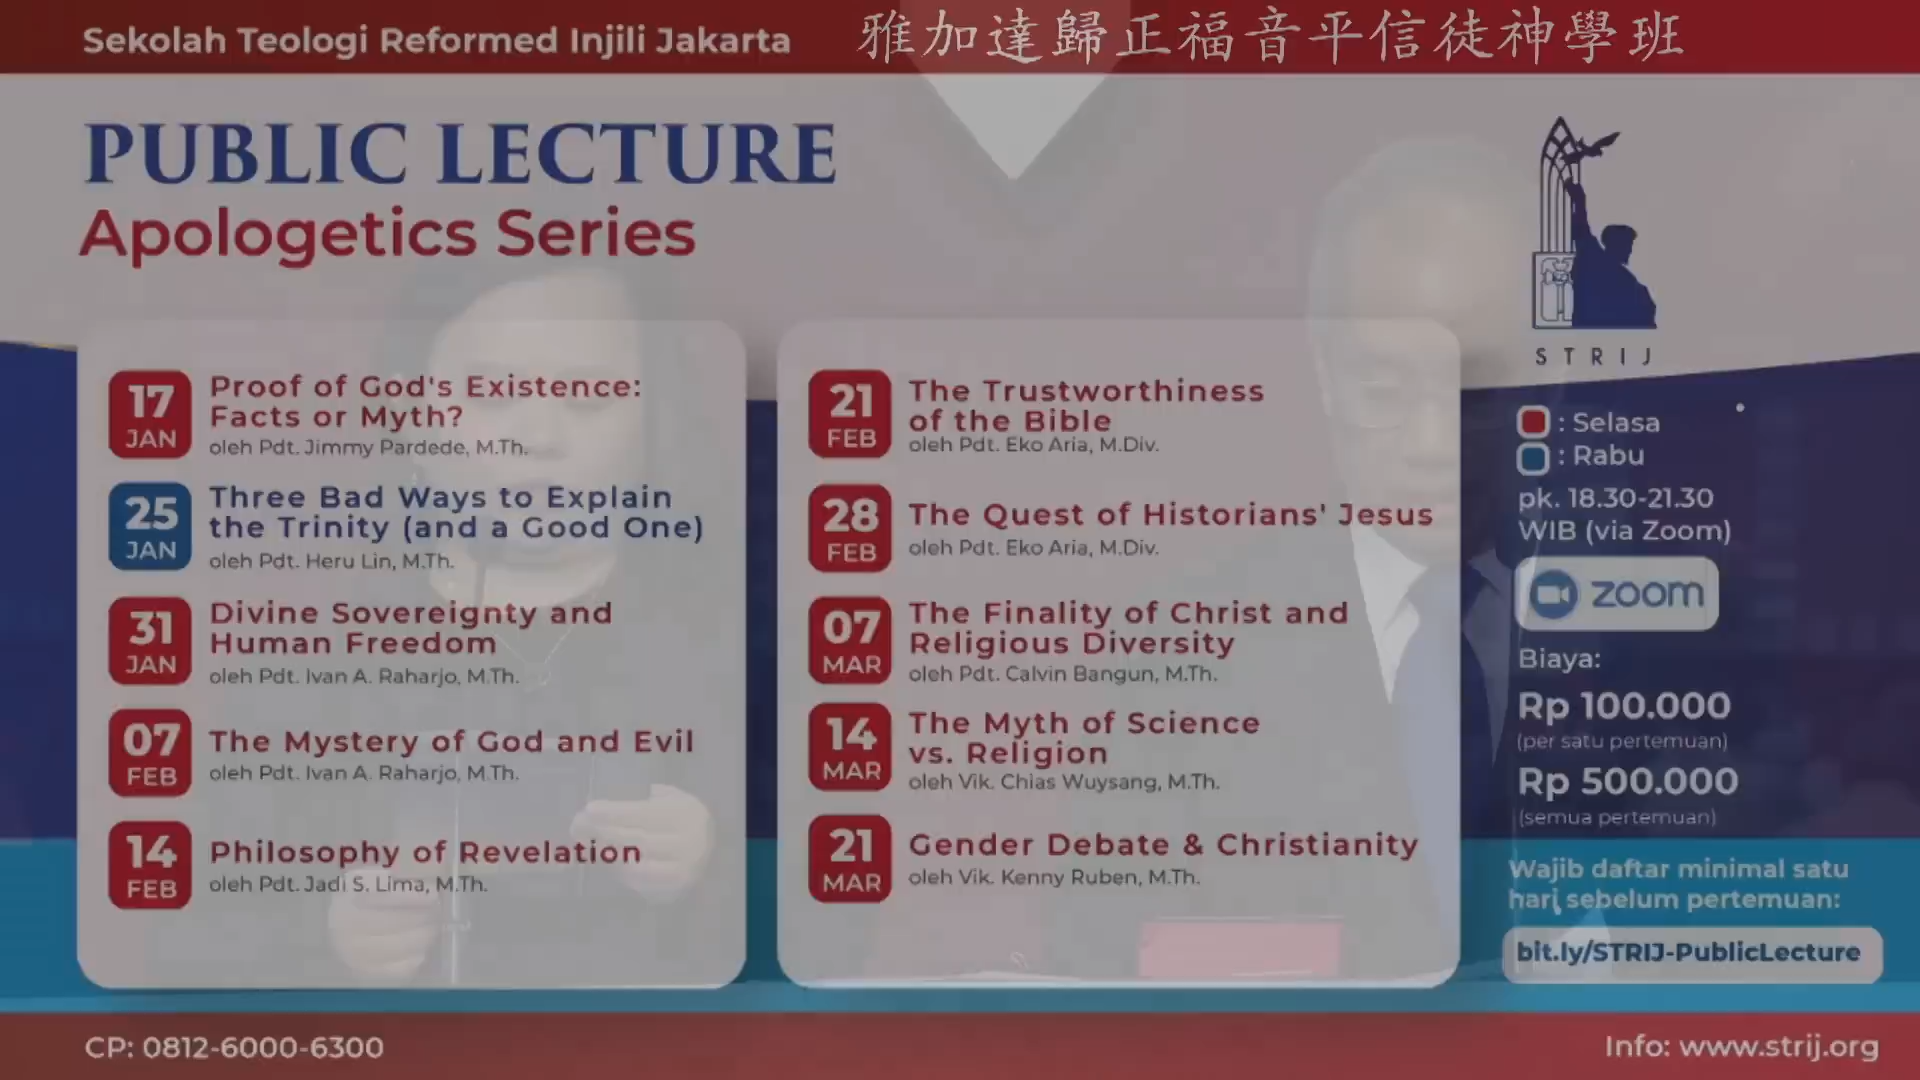 Sekolah Teologi Reformed Injili Jakarta 雅加達歸正福音平信徒神學班
PUBLIC LECTURE
Apologetics Series
17 JAN
Proof of God's Existence:
Facts or Myth?
oleh Pdt. Jimmy Pardede, M.Th.
25 JAN
Three Bad Ways to Explain
the Trinity (and a Good One)
oleh Pdt. Heru Lin, M.Th.
31 JAN
Divine Sovereignty and
Human Freedom
oleh Pdt. Ivan A. Raharjo, M.Th.
07 FEB
The Mystery of God and Evil
oleh Pdt. Ivan A. Raharjo, M.Th.
14 FEB
Philosophy of Revelation
oleh Pdt. Jadi S. Lima, M.Th.
21 FEB
The Trustworthiness
of the Bible
oleh Pdt. Eko Aria, M.Div.
28 FEB
The Quest of Historians' Jesus
oleh Pdt. Eko Aria, M.Div.
07 MAR
The Finality of Christ and
Religious Diversity
oleh Pdt. Calvin Bangun, M.Th.
14 MAR
The Myth of Science
vs. Religion
oleh Vik. Chias Wuysang, M.Th.
21 MAR
Gender Debate & Christianity
oleh Vik. Kenny Ruben, M.Th.
STRIJ
: Selasa
: Rabu
pk. 18.30-21.30
WIB (via Zoom)
zoom
Biaya:
Rp 100.000
(per satu pertemuan)
Rp 500.000
(semua pertemuan)
Wajib daftar minimal satu
hari sebelum pertemuan:
bit.ly/STRIJ-PublicLecture
CP: 0812-6000-6300
Info: www.strij.org